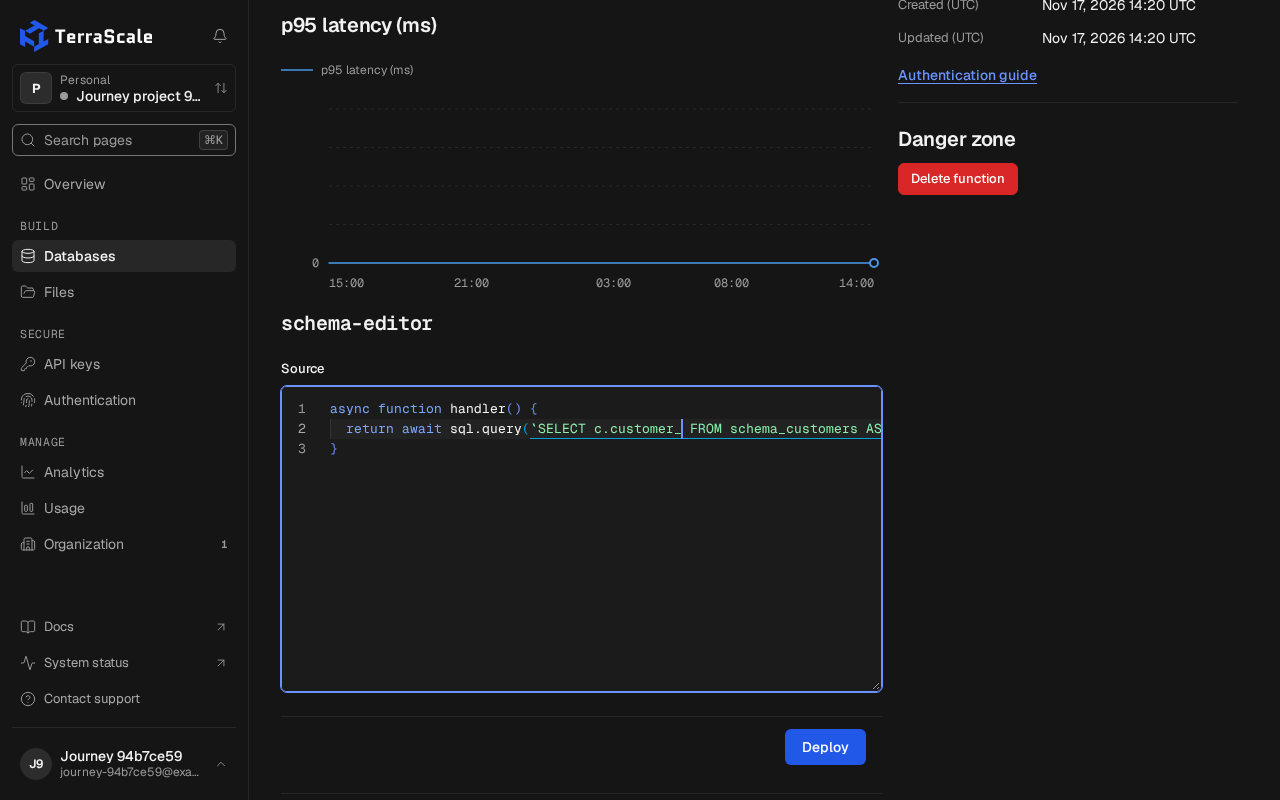 TerraScale
P
Personal
Journey project 9…
Search pages
⌘K
Overview
BUILD
Databases
Files
SECURE
API keys
Authentication
MANAGE
Analytics
Usage
Organization
1
Docs
System status
Contact support
J9
Journey 94b7ce59
journey-94b7ce59@exa…
p95 latency (ms)
p95 latency (ms)
0
15:00
21:00
03:00
08:00
14:00
schema-editor
Source
1 async function handler() {
2 return await sql.query(`SELECT c.customer_ FROM schema_customers AS
3 }
Deploy
Created (UTC) Nov 17, 2026 14:20 UTC
Updated (UTC) Nov 17, 2026 14:20 UTC
Authentication guide
Danger zone
Delete function